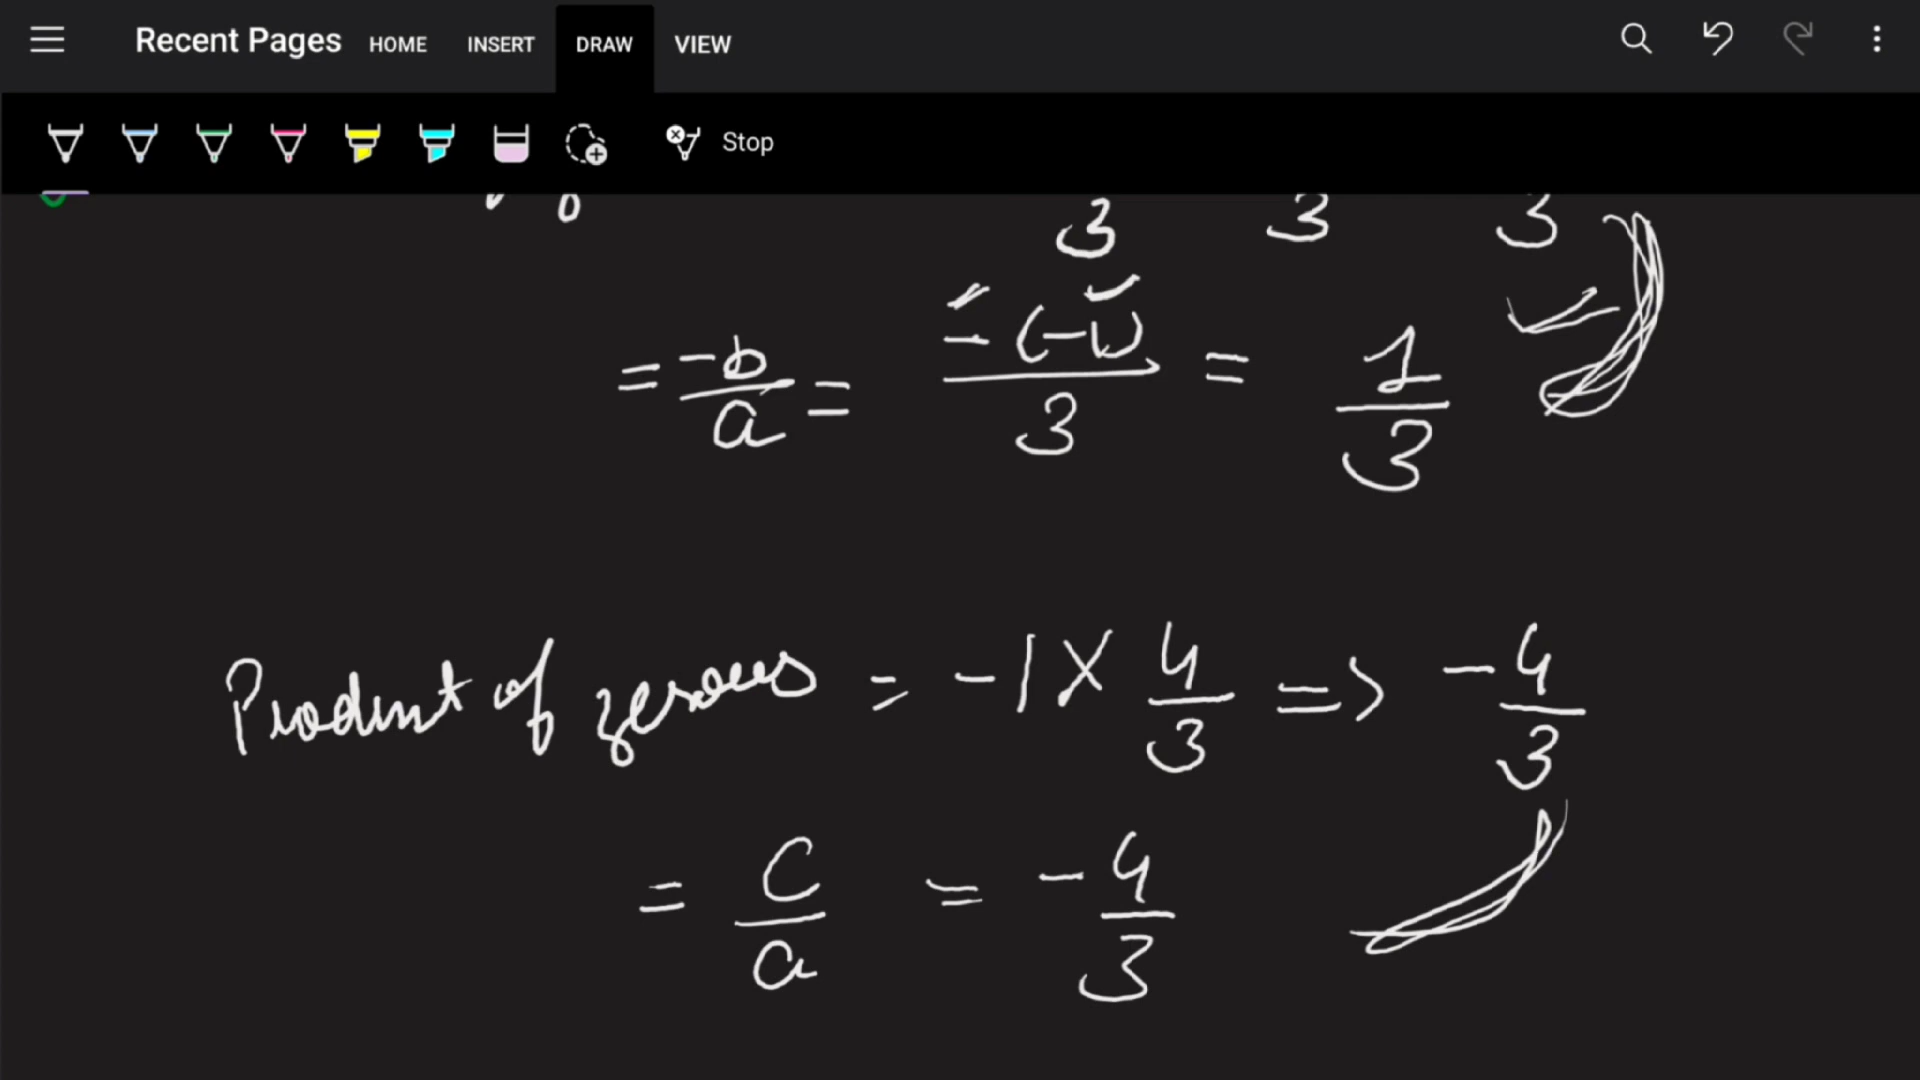 Recent Pages HOME INSERT DRAW VIEW
Stop
3 3 3
= -b/a = -(-1)/3 = 1/3
Product of zeroes = -1 × 4/3 => -4/3
= C/a = -4/3